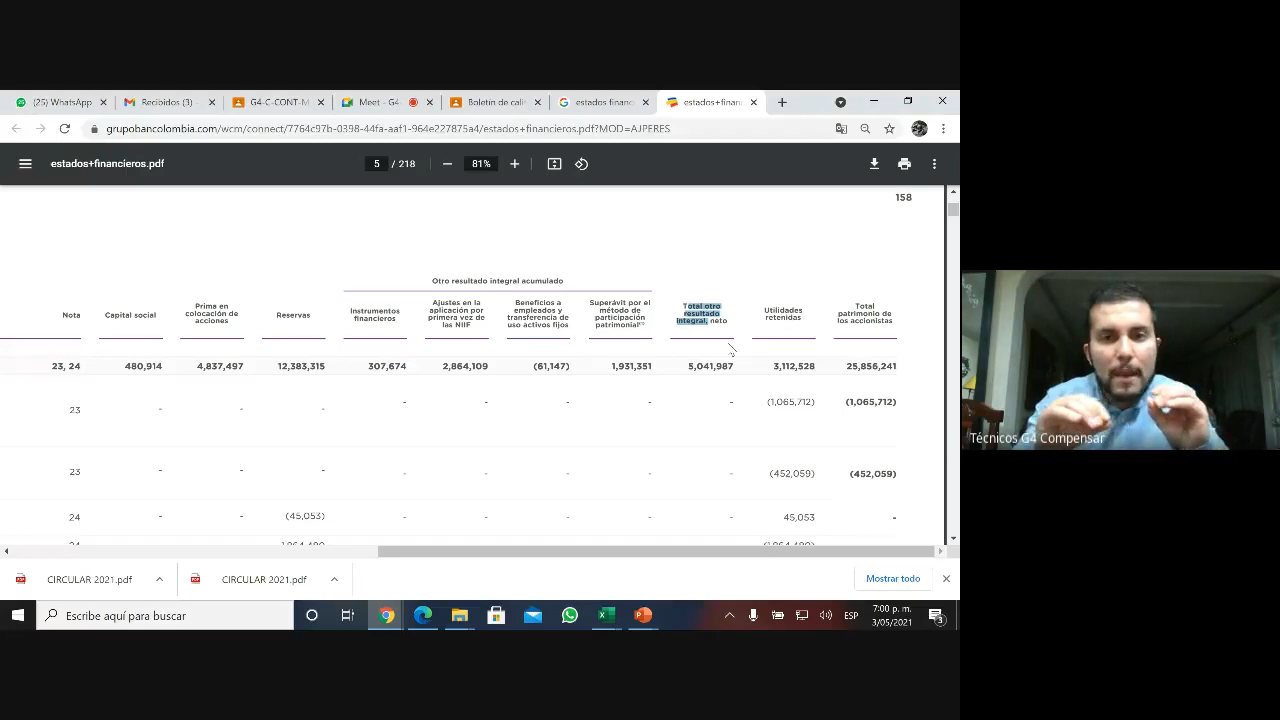 (25) WhatsApp
Recibidos (3) -
G4-C-CONT-M
Meet - G4-
Boletín de cali
estados financ
estados+finan
grupobancolombia.com/wcm/connect/7764c97b-0398-44fa-aaf1-964e227875a4/estados+financieros.pdf?MOD=AJPERES
estados+financieros.pdf
5 / 218
81%
158
Otro resultado integral acumulado
Nota
Capital social
Prima en
colocación de
acciones
Reservas
Instrumentos
financieros
Ajustes en la
aplicación por
primera vez de
las NIIF
Beneficios a
empleados y
transferencia de
uso activos fijos
Superávit por el
método de
participación
patrimonial(1)
Total otro
resultado
integral, neto
Utilidades
retenidas
Total
patrimonio de
los accionistas
23, 24 480,914 4,837,497 12,383,315 307,674 2,864,109 (61,147) 1,931,351 5,041,987 3,112,528 25,856,241
23 - - - - - - - - (1,065,712) (1,065,712)
23 - - - - - - - - (452,059) (452,059)
24 - - (45,053) - - - - - 45,053 -
Técnicos G4 Compensar
CIRCULAR 2021.pdf
CIRCULAR 2021.pdf
Mostrar todo
Escribe aquí para buscar
ESP
7:00 p. m.
3/05/2021
3